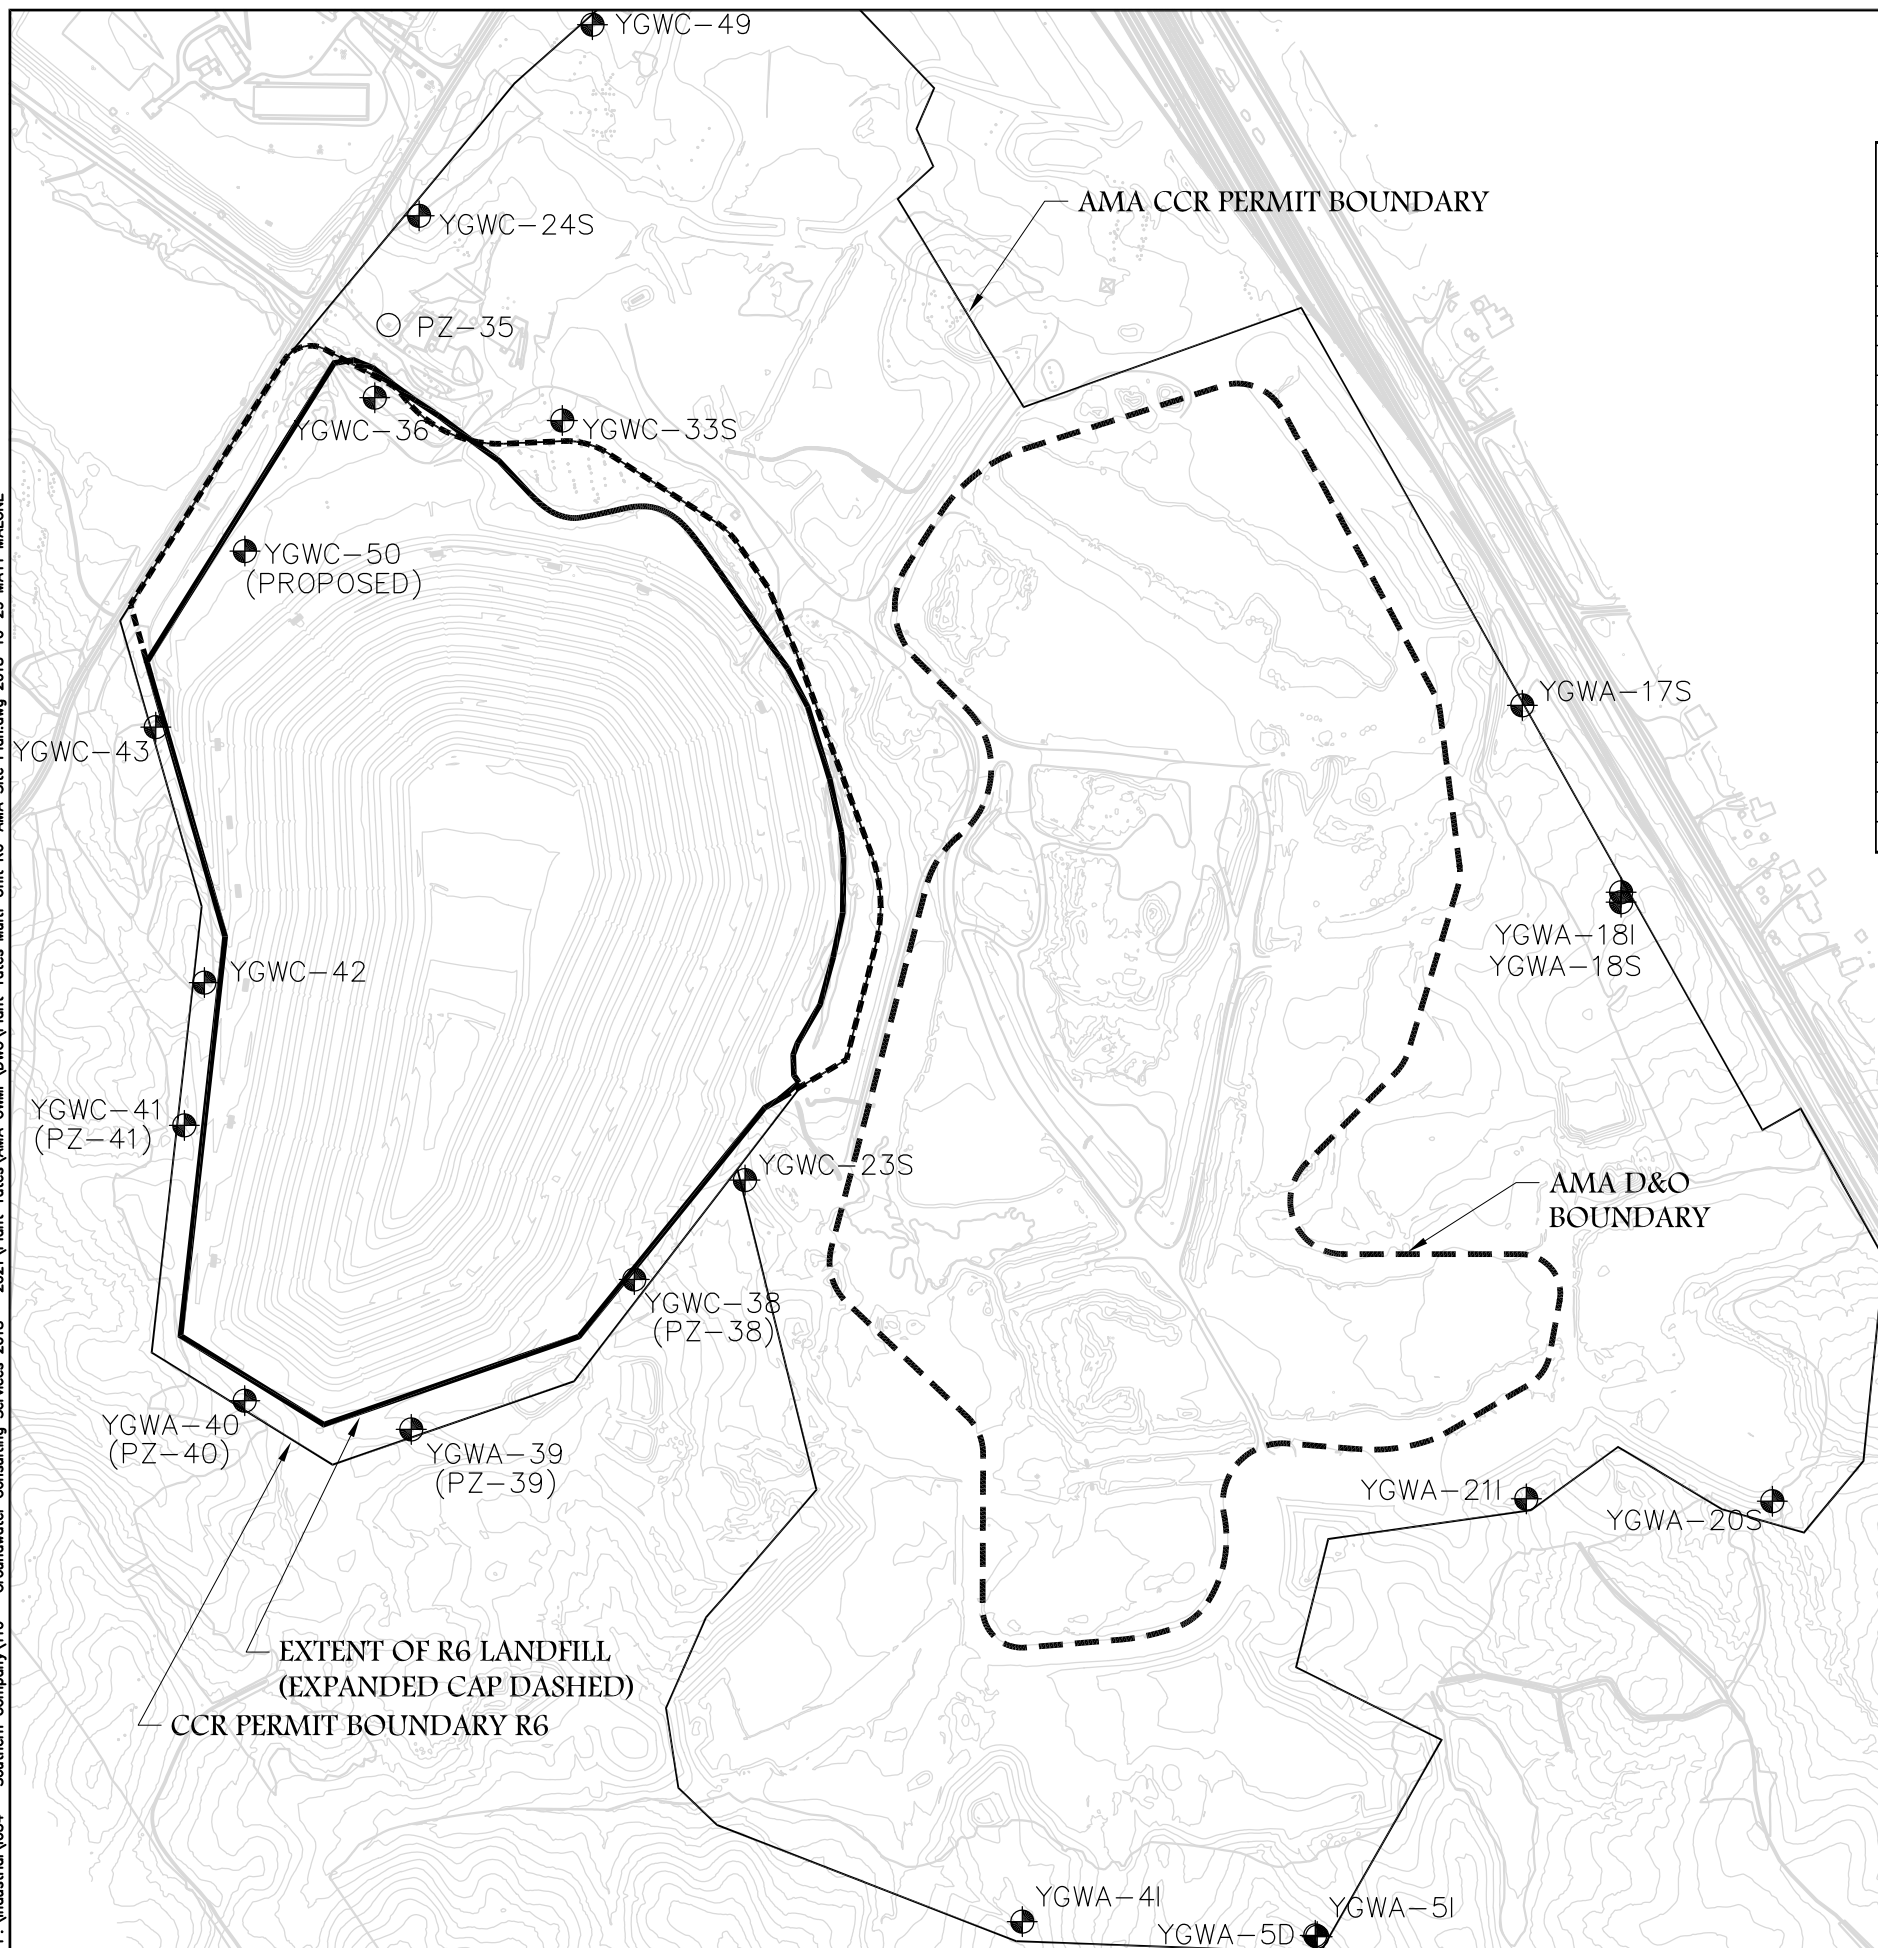 YGWC-49
YGWC-24S
AMA CCR PERMIT BOUNDARY
PZ-35
YGWC-36
YGWC-33S
YGWC-50
(PROPOSED)
YGWA-17S
YGWC-43
YGWA-18I
YGWA-18S
YGWC-42
YGWC-41
(PZ-41)
YGWC-23S
AMA D&O
BOUNDARY
YGWC-38
(PZ-38)
YGWA-40
(PZ-40)
YGWA-39
(PZ-39)
YGWA-21I
YGWA-20S
EXTENT OF R6 LANDFILL
(EXPANDED CAP DASHED)
CCR PERMIT BOUNDARY R6
YGWA-4I
YGWA-5I
YGWA-5D